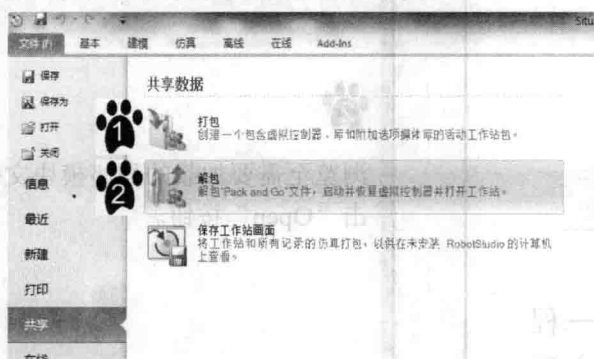 Situ
文件(F) 基本 建模 仿真 离线 在线 Add-Ins
保存
保存为
打开
关闭
信息
最近
新建
打印
共享
在线
共享数据
1
打包
创建一个包含虚拟控制器、库和附加选项媒体库的活动工作站包。
2
解包
解包"Pack and Go"文件，启动并恢复虚拟控制器并打开工作站。
保存工作站画面
将工作站和所有记录的仿真打包，以供在未安装 RobotStudio 的计算机
上查看。